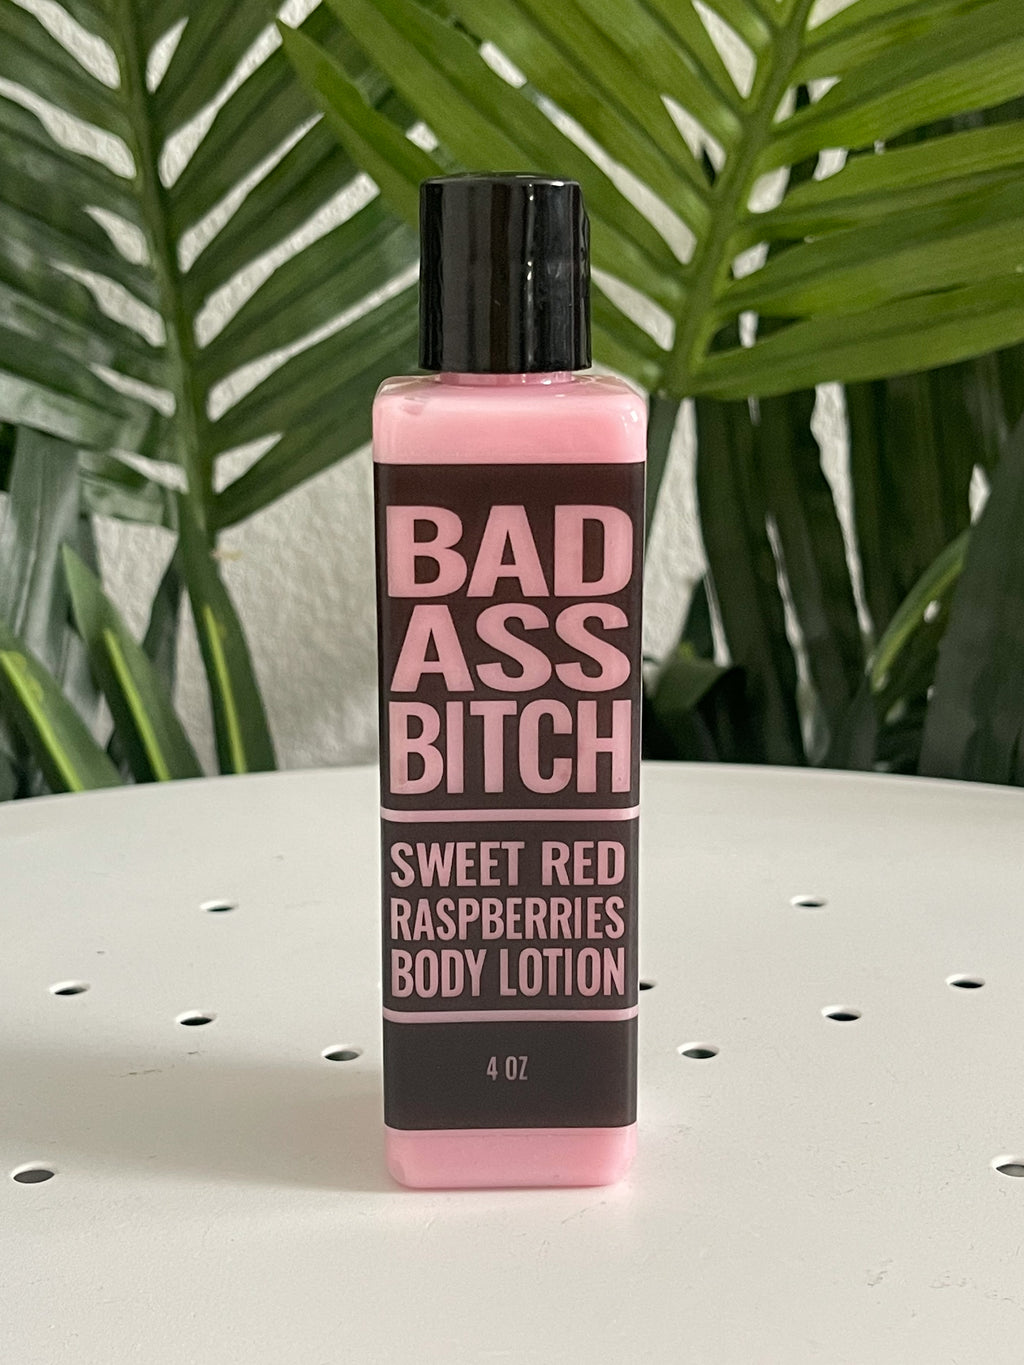 BAD
ASS
BITCH
SWEET RED
RASPBERRIES
BODY LOTION
4 OZ